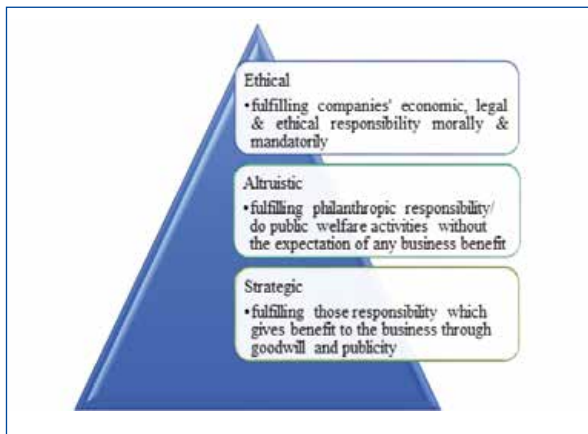 Ethical
•fulfilling companies' economic, legal
& ethical responsibility morally &
mandatorily
Altruistic
•fulfilling philanthropic responsibility/
do public welfare activities without
the expectation of any business benefit
Strategic
•fulfilling those responsibility which
gives benefit to the business through
goodwill and publicity